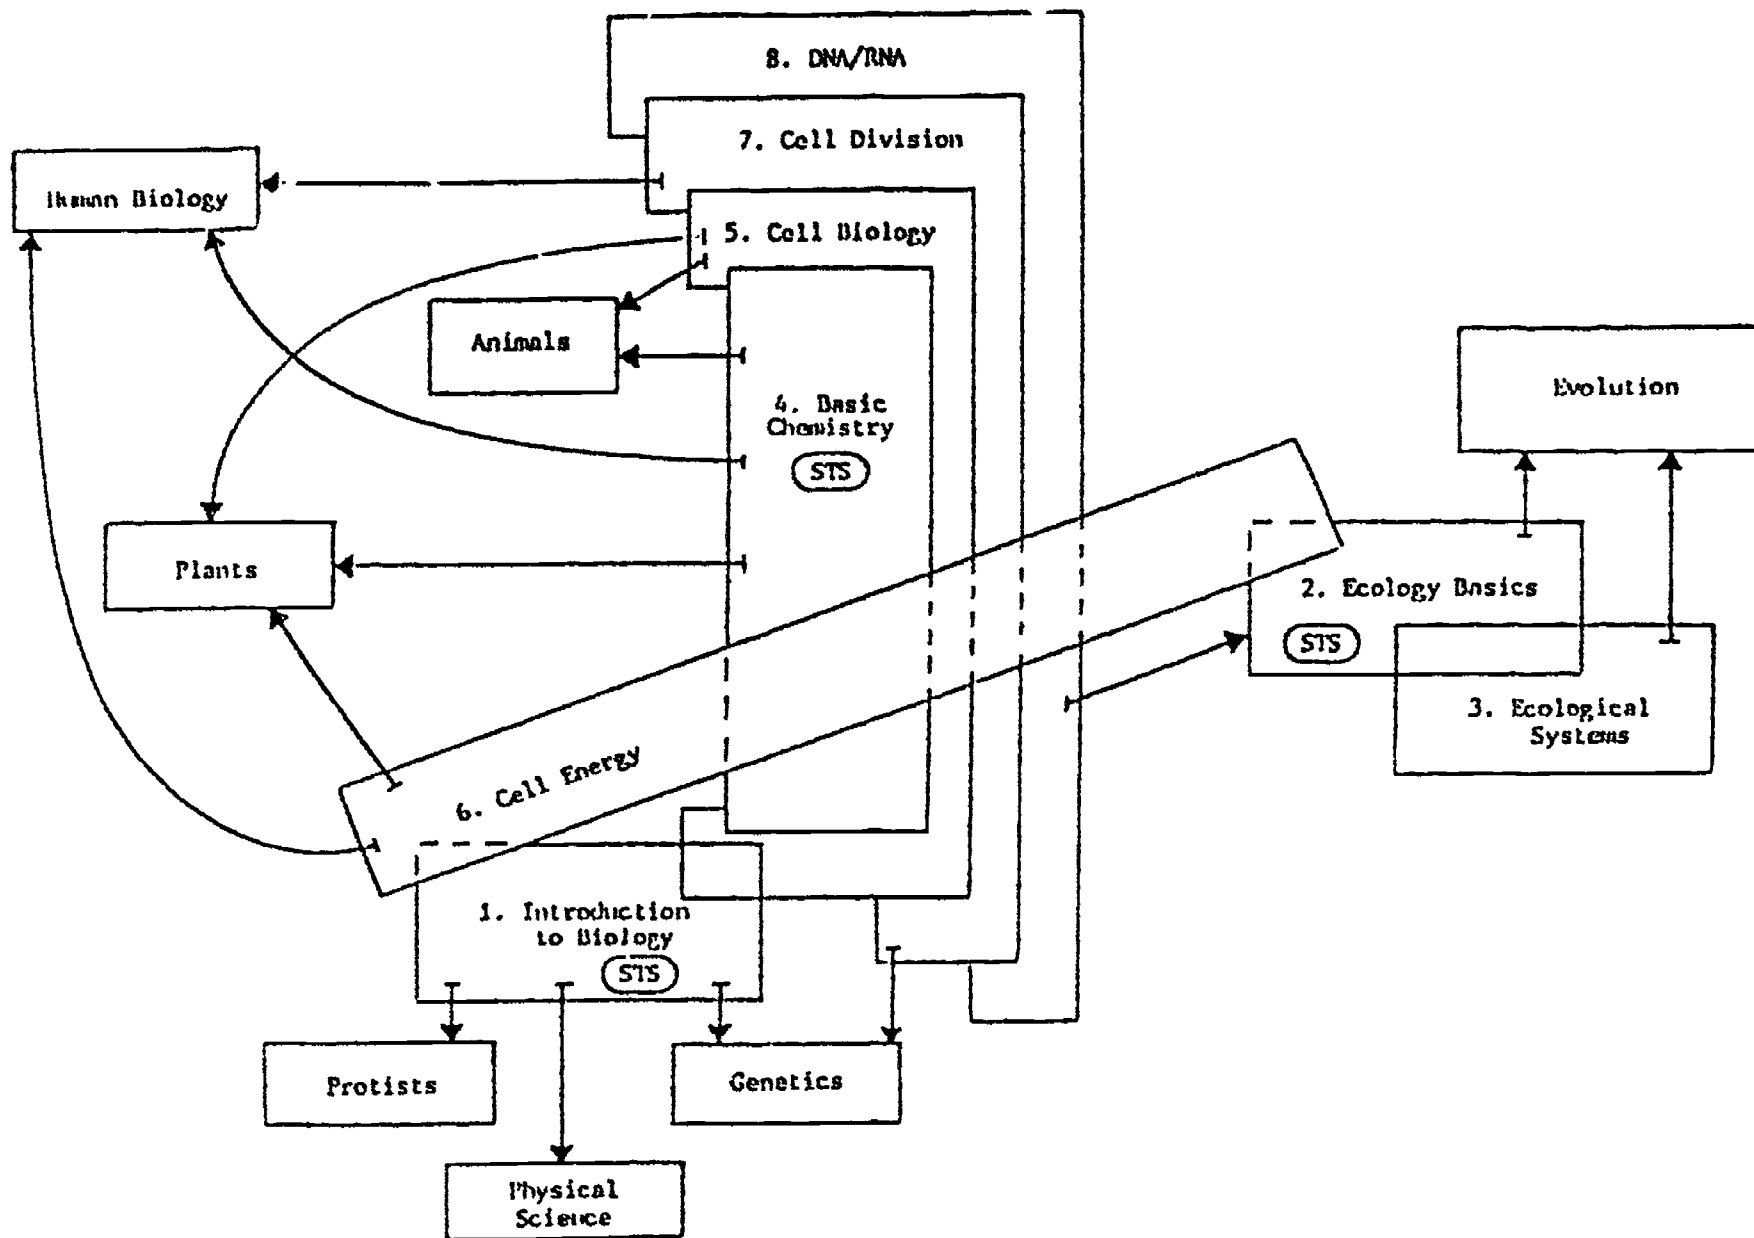 8. DNA/RNA
7. Cell Division
Human Biology
5. Cell Biology
Animals
Evolution
4. Basic
Chemistry
STS
Plants
2. Ecology Basics
STS
3. Ecological
Systems
6. Cell Energy
1. Introduction
to Biology
STS
Protists
Genetics
Physical
Science